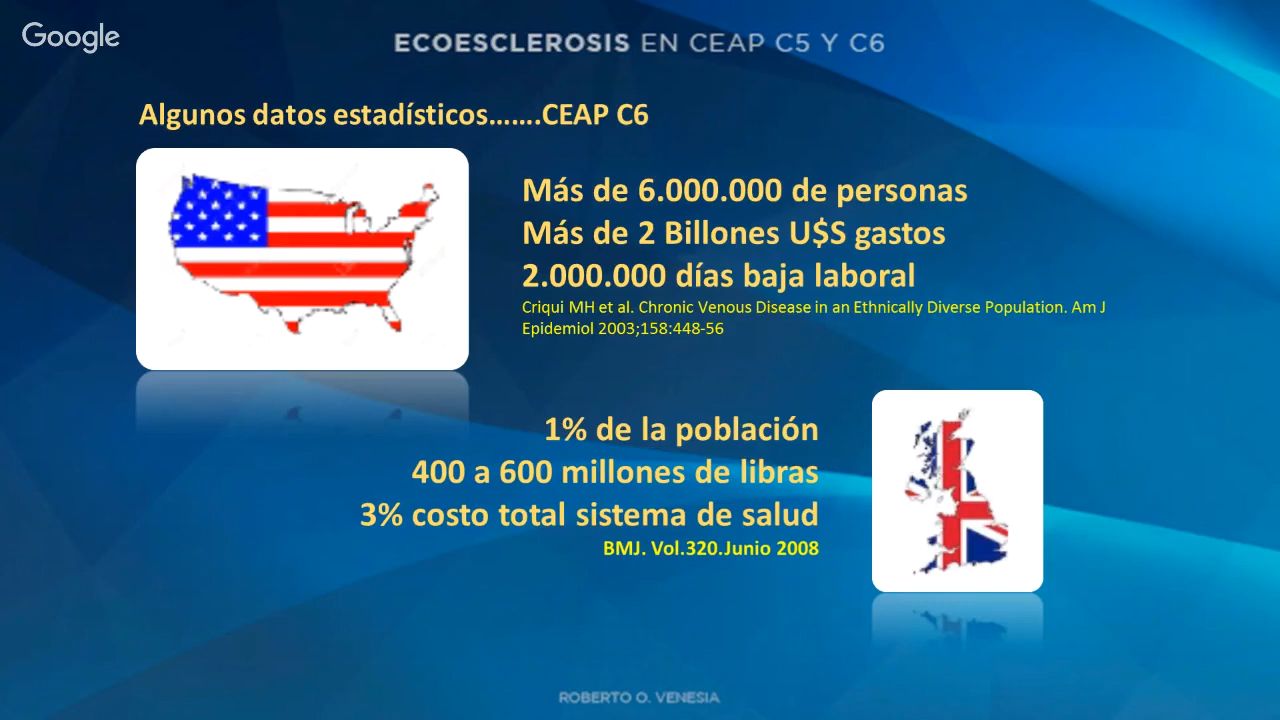 Google
ECOESCLEROSIS EN CEAP C5 Y C6
Algunos datos estadísticos…….CEAP C6
Más de 6.000.000 de personas
Más de 2 Billones U$S gastos
2.000.000 días baja laboral
Criqui MH et al. Chronic Venous Disease in an Ethnically Diverse Population. Am J
Epidemiol 2003;158:448-56
1% de la población
400 a 600 millones de libras
3% costo total sistema de salud
BMJ. Vol.320.Junio 2008
ROBERTO O. VENESIA